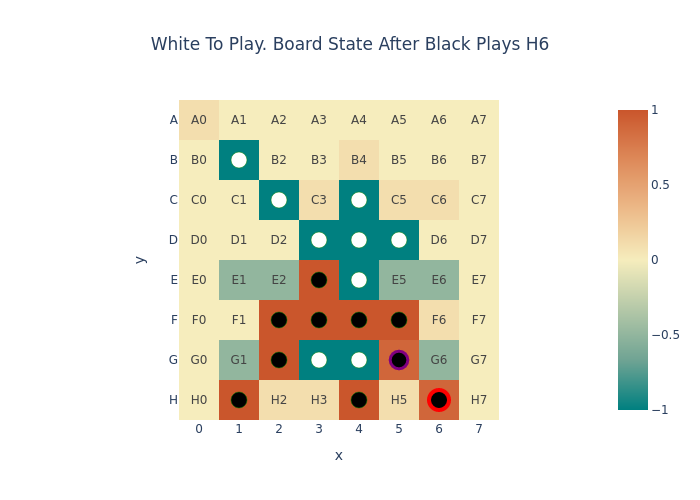 White To Play. Board State After Black Plays H6
A A0 A1 A2 A3 A4 A5 A6 A7
B B0 B2 B3 B4 B5 B6 B7
C C0 C1 C3 C5 C6 C7
D D0 D1 D2 D6 D7
E E0 E1 E2 E5 E6 E7
F F0 F1 F6 F7
G G0 G1 G6 G7
H H0 H2 H3 H5 H7
0 1 2 3 4 5 6 7
x
y
1
0.5
0
−0.5
−1